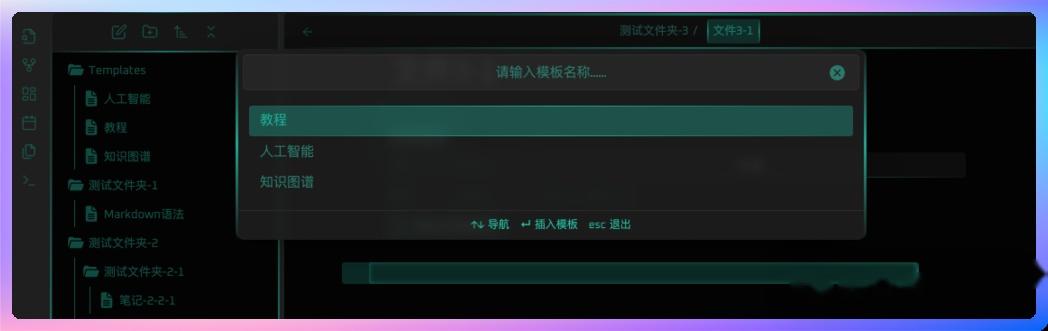 测试文件夹-3 / 文件3-1
Templates
人工智能
教程
知识图谱
测试文件夹-1
Markdown语法
测试文件夹-2
测试文件夹-2-1
笔记-2-2-1
请输入模板名称......
教程
人工智能
知识图谱
↑↓ 导航 ↵ 插入模板 esc 退出